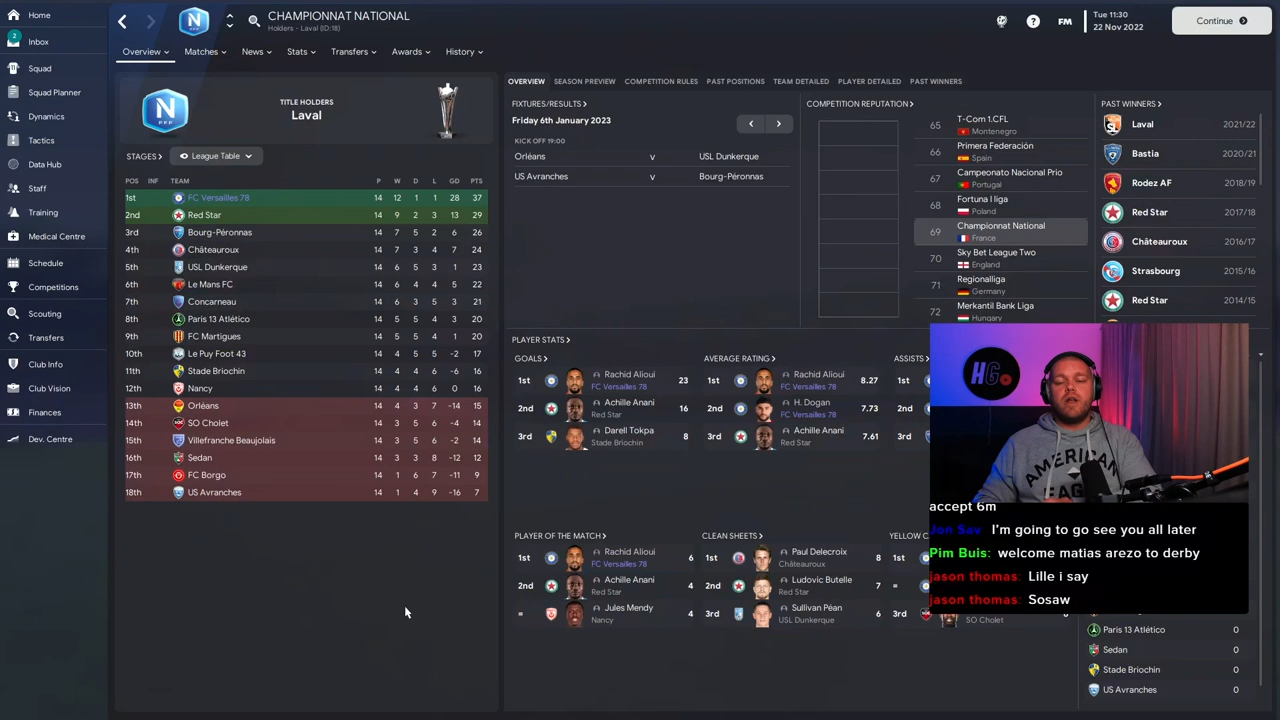 Home
Inbox
2
Squad
Squad Planner
Dynamics
Tactics
Data Hub
Staff
Training
Medical Centre
Schedule
Competitions
Scouting
Transfers
Club Info
Club Vision
Finances
Dev. Centre
N
CHAMPIONNAT NATIONAL
Holders - Laval (ID:18)
FM
Tue 11:30
22 Nov 2022
Continue
Overview Matches News Stats Transfers Awards History
TITLE HOLDERS
Laval
STAGES> League Table
POS INF TEAM P W D L GD PTS
1st FC Versailles 78 14 12 1 1 28 37
2nd Red Star 14 9 2 3 13 29
3rd Bourg-Péronnas 14 7 5 2 6 26
4th Châteauroux 14 7 3 4 7 24
5th USL Dunkerque 14 6 5 3 1 23
6th Le Mans FC 14 6 4 4 5 22
7th Concarneau 14 6 3 5 3 21
8th Paris 13 Atlético 14 5 5 4 3 20
9th FC Martigues 14 5 5 4 1 20
10th Le Puy Foot 43 14 4 5 5 -2 17
11th Stade Briochin 14 4 4 6 -6 16
12th Nancy 14 4 4 6 0 16
13th Orléans 14 4 3 7 -14 15
14th SO Cholet 14 3 5 6 -4 14
15th Villefranche Beaujolais 14 3 5 6 -2 14
16th Sedan 14 3 3 8 -12 12
17th FC Borgo 14 1 6 7 -11 9
18th US Avranches 14 1 4 9 -16 7
OVERVIEW SEASON PREVIEW COMPETITION RULES PAST POSITIONS TEAM DETAILED PLAYER DETAILED PAST WINNERS
FIXTURES/RESULTS>
Friday 6th January 2023
KICK OFF 19:00
Orléans v USL Dunkerque
US Avranches v Bourg-Péronnas
COMPETITION REPUTATION>
65 T-Com 1.CFL
Montenegro
66 Primera Federación
Spain
67 Campeonato Nacional Prio
Portugal
68 Fortuna I liga
Poland
69 Championnat National
France
70 Sky Bet League Two
England
71 Regionalliga
Germany
72 Merkantil Bank Liga
Hungary
PAST WINNERS>
Laval 2021/22
Bastia 2020/21
Rodez AF 2018/19
Red Star 2017/18
Châteauroux 2016/17
Strasbourg 2015/16
Red Star 2014/15
PLAYER STATS>
GOALS>
1st Rachid Alioui 23
FC Versailles 78
2nd Achille Anani 16
Red Star
3rd Darell Tokpa 8
Stade Briochin
AVERAGE RATING>
1st Rachid Alioui 8.27
FC Versailles 78
2nd H. Dogan 7.73
FC Versailles 78
3rd Achille Anani 7.61
Red Star
ASSISTS
1st
2nd
3rd
PLAYER OF THE MATCH>
1st Rachid Alioui 6
FC Versailles 78
2nd Achille Anani 4
Red Star
= Jules Mendy 4
Nancy
CLEAN SHEETS>
1st Paul Delecroix 8
Châteauroux
2nd Ludovic Butelle 7
Red Star
3rd Sullivan Péan 6
USL Dunkerque
YELLOW C
1st
=
3rd
SO Cholet
HG
AMERICAN
EAGLE
accept 6m
Jon Sav I'm going to go see you all later
Pim Buis: welcome matias arezo to derby
jason thomas: Lille i say
jason thomas: Sosaw
Paris 13 Atlético 0
Sedan 0
Stade Briochin 0
US Avranches 0